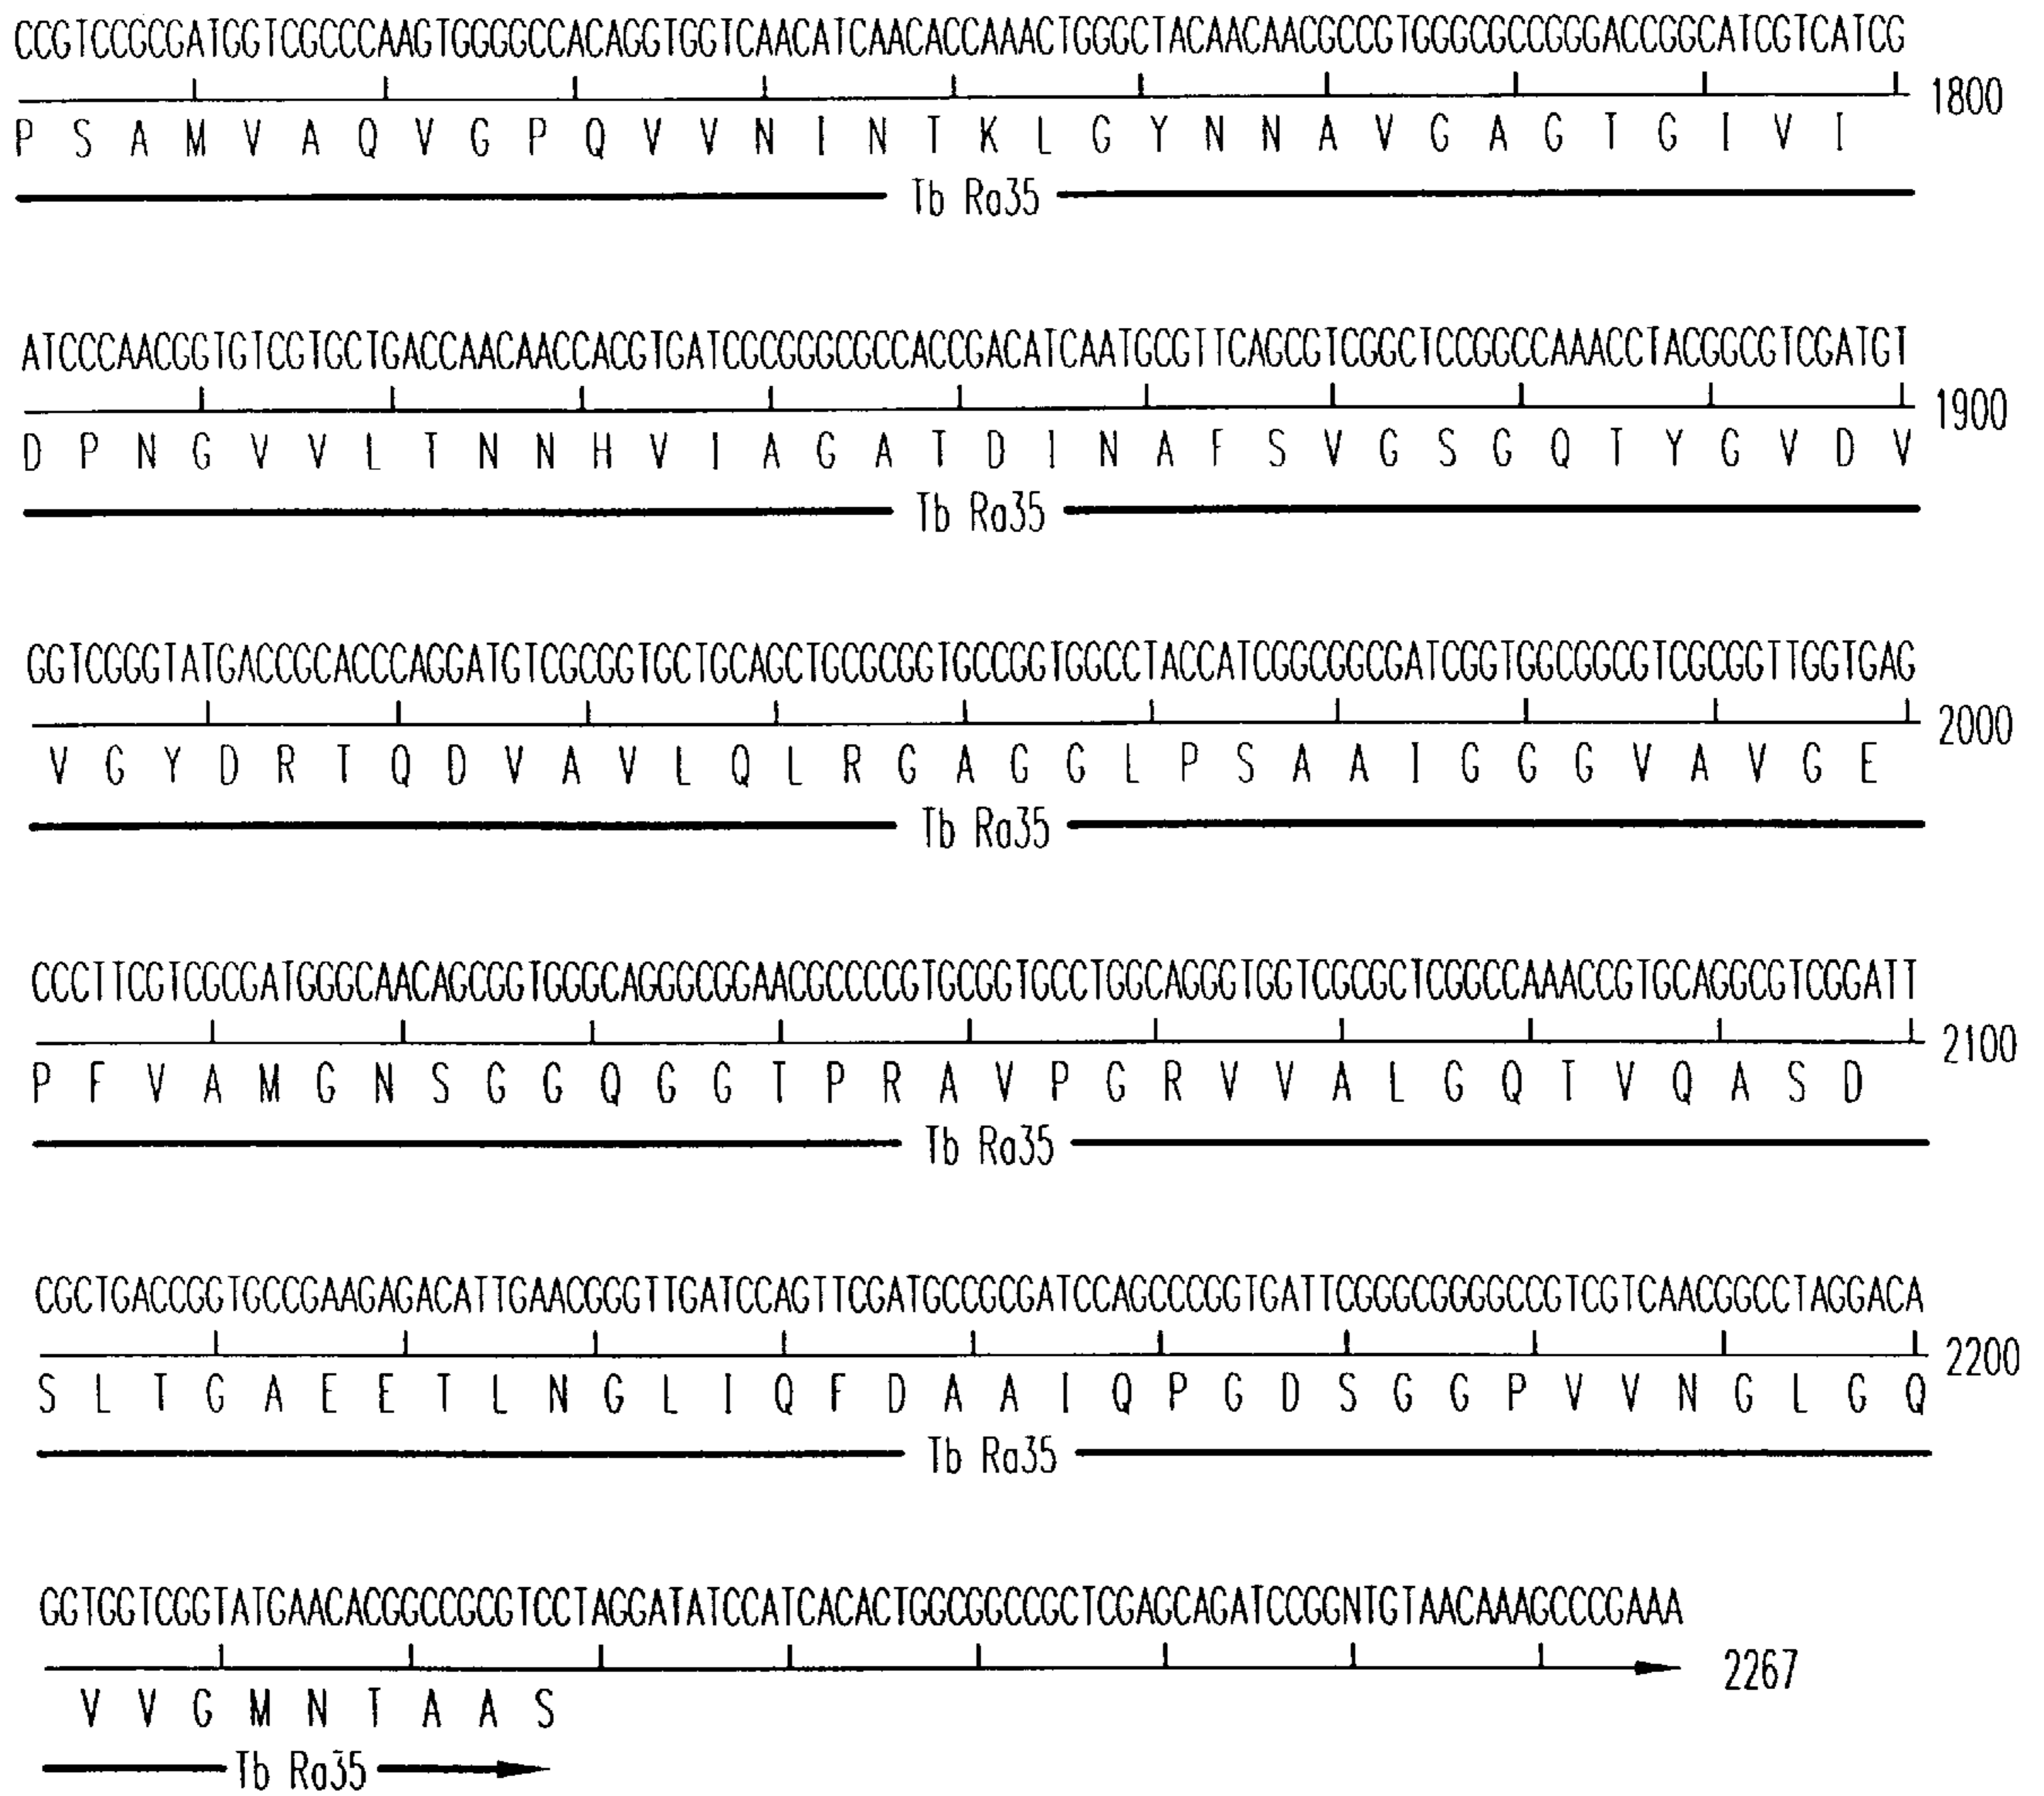 CCGTCCGCGATGGTCGCCCAAGTGGGGCCACAGGTGGTCAACATCAACACCAAACTGGGCTACAACAACGCCGTGGGCGCCGGGACCGGCATCGTCATCG
1800
P S A M V A Q V G P Q V V N I N T K L G Y N N A V G A G T G I V I
Tb Ra35
ATCCCAACGGTGTCGTGCTGACCAACAACCACGTGATCGCGGGCGCCACCGACATCAATGCGTTCAGCGTCGGCTCCGGCCAAACCTACGGCGTCGATGT
1900
D P N G V V L T N N H V I A G A T D I N A F S V G S G Q T Y G V D V
Tb Ra35
GGTCGGGTATGACCGCACCCAGGATGTCGCGGTGCTGCAGCTGCGCGGTGCCGGTGGCCTACCATCGGCGGCGATCGGTGGCGGCGTCGCGGTTGGTGAG
2000
V G Y D R T Q D V A V L Q L R G A G G L P S A A I G G G V A V G E
Tb Ra35
CCCTTCGTCGCGATGGGCAACAGCGGTGGGCAGGGCGGAACGCCCCGTGCGGTGCCTGGCAGGGTGGTCGCGCTCGGCCAAACCGTGCAGGCGTCGGATT
2100
P F V A M G N S G G Q G G T P R A V P G R V V A L G Q T V Q A S D
Tb Ra35
CGCTGACCGGTGCCGAAGAGACATTGAACGGGTTGATCCAGTTCGATGCCGCGATCCAGCCCGGTGATTCGGGCGGGCCCGTCGTCAACGGCCTAGGACA
2200
S L T G A E E T L N G L I Q F D A A I Q P G D S G G P V V N G L G Q
Tb Ra35
GGTGGTCGGTATGAACACGGCCGCGTCCTAGGATATCCATCACACTGGCGGCCGCTCGAGCAGATCCGGNTGTAACAAAGCCCGAAA
2267
V V G M N T A A S
Tb Ra35